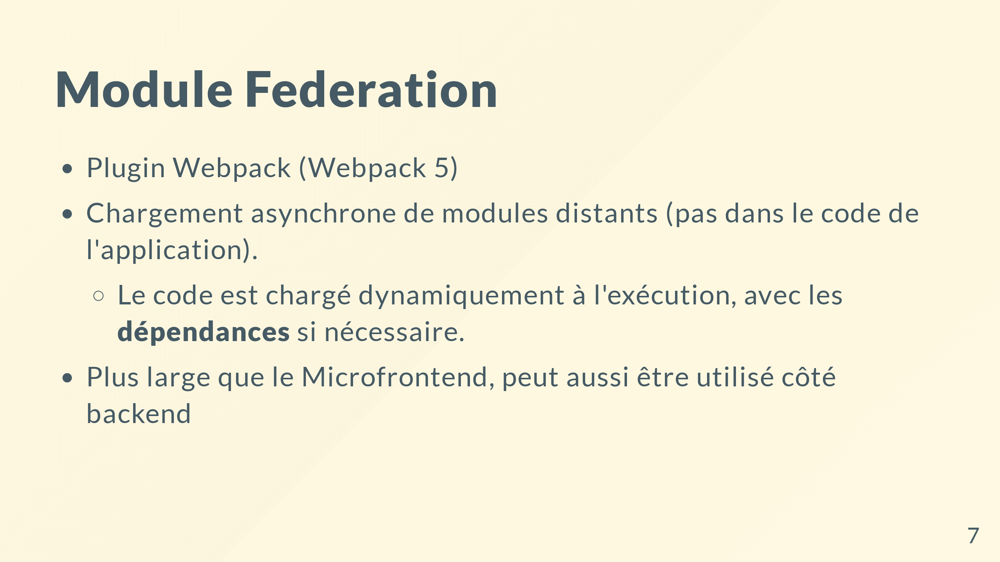 Module Federation
Plugin Webpack (Webpack 5)
Chargement asynchrone de modules distants (pas dans le code de
l'application).
Le code est chargé dynamiquement à l'exécution, avec les
dépendances si nécessaire.
Plus large que le Microfrontend, peut aussi être utilisé côté
backend
7